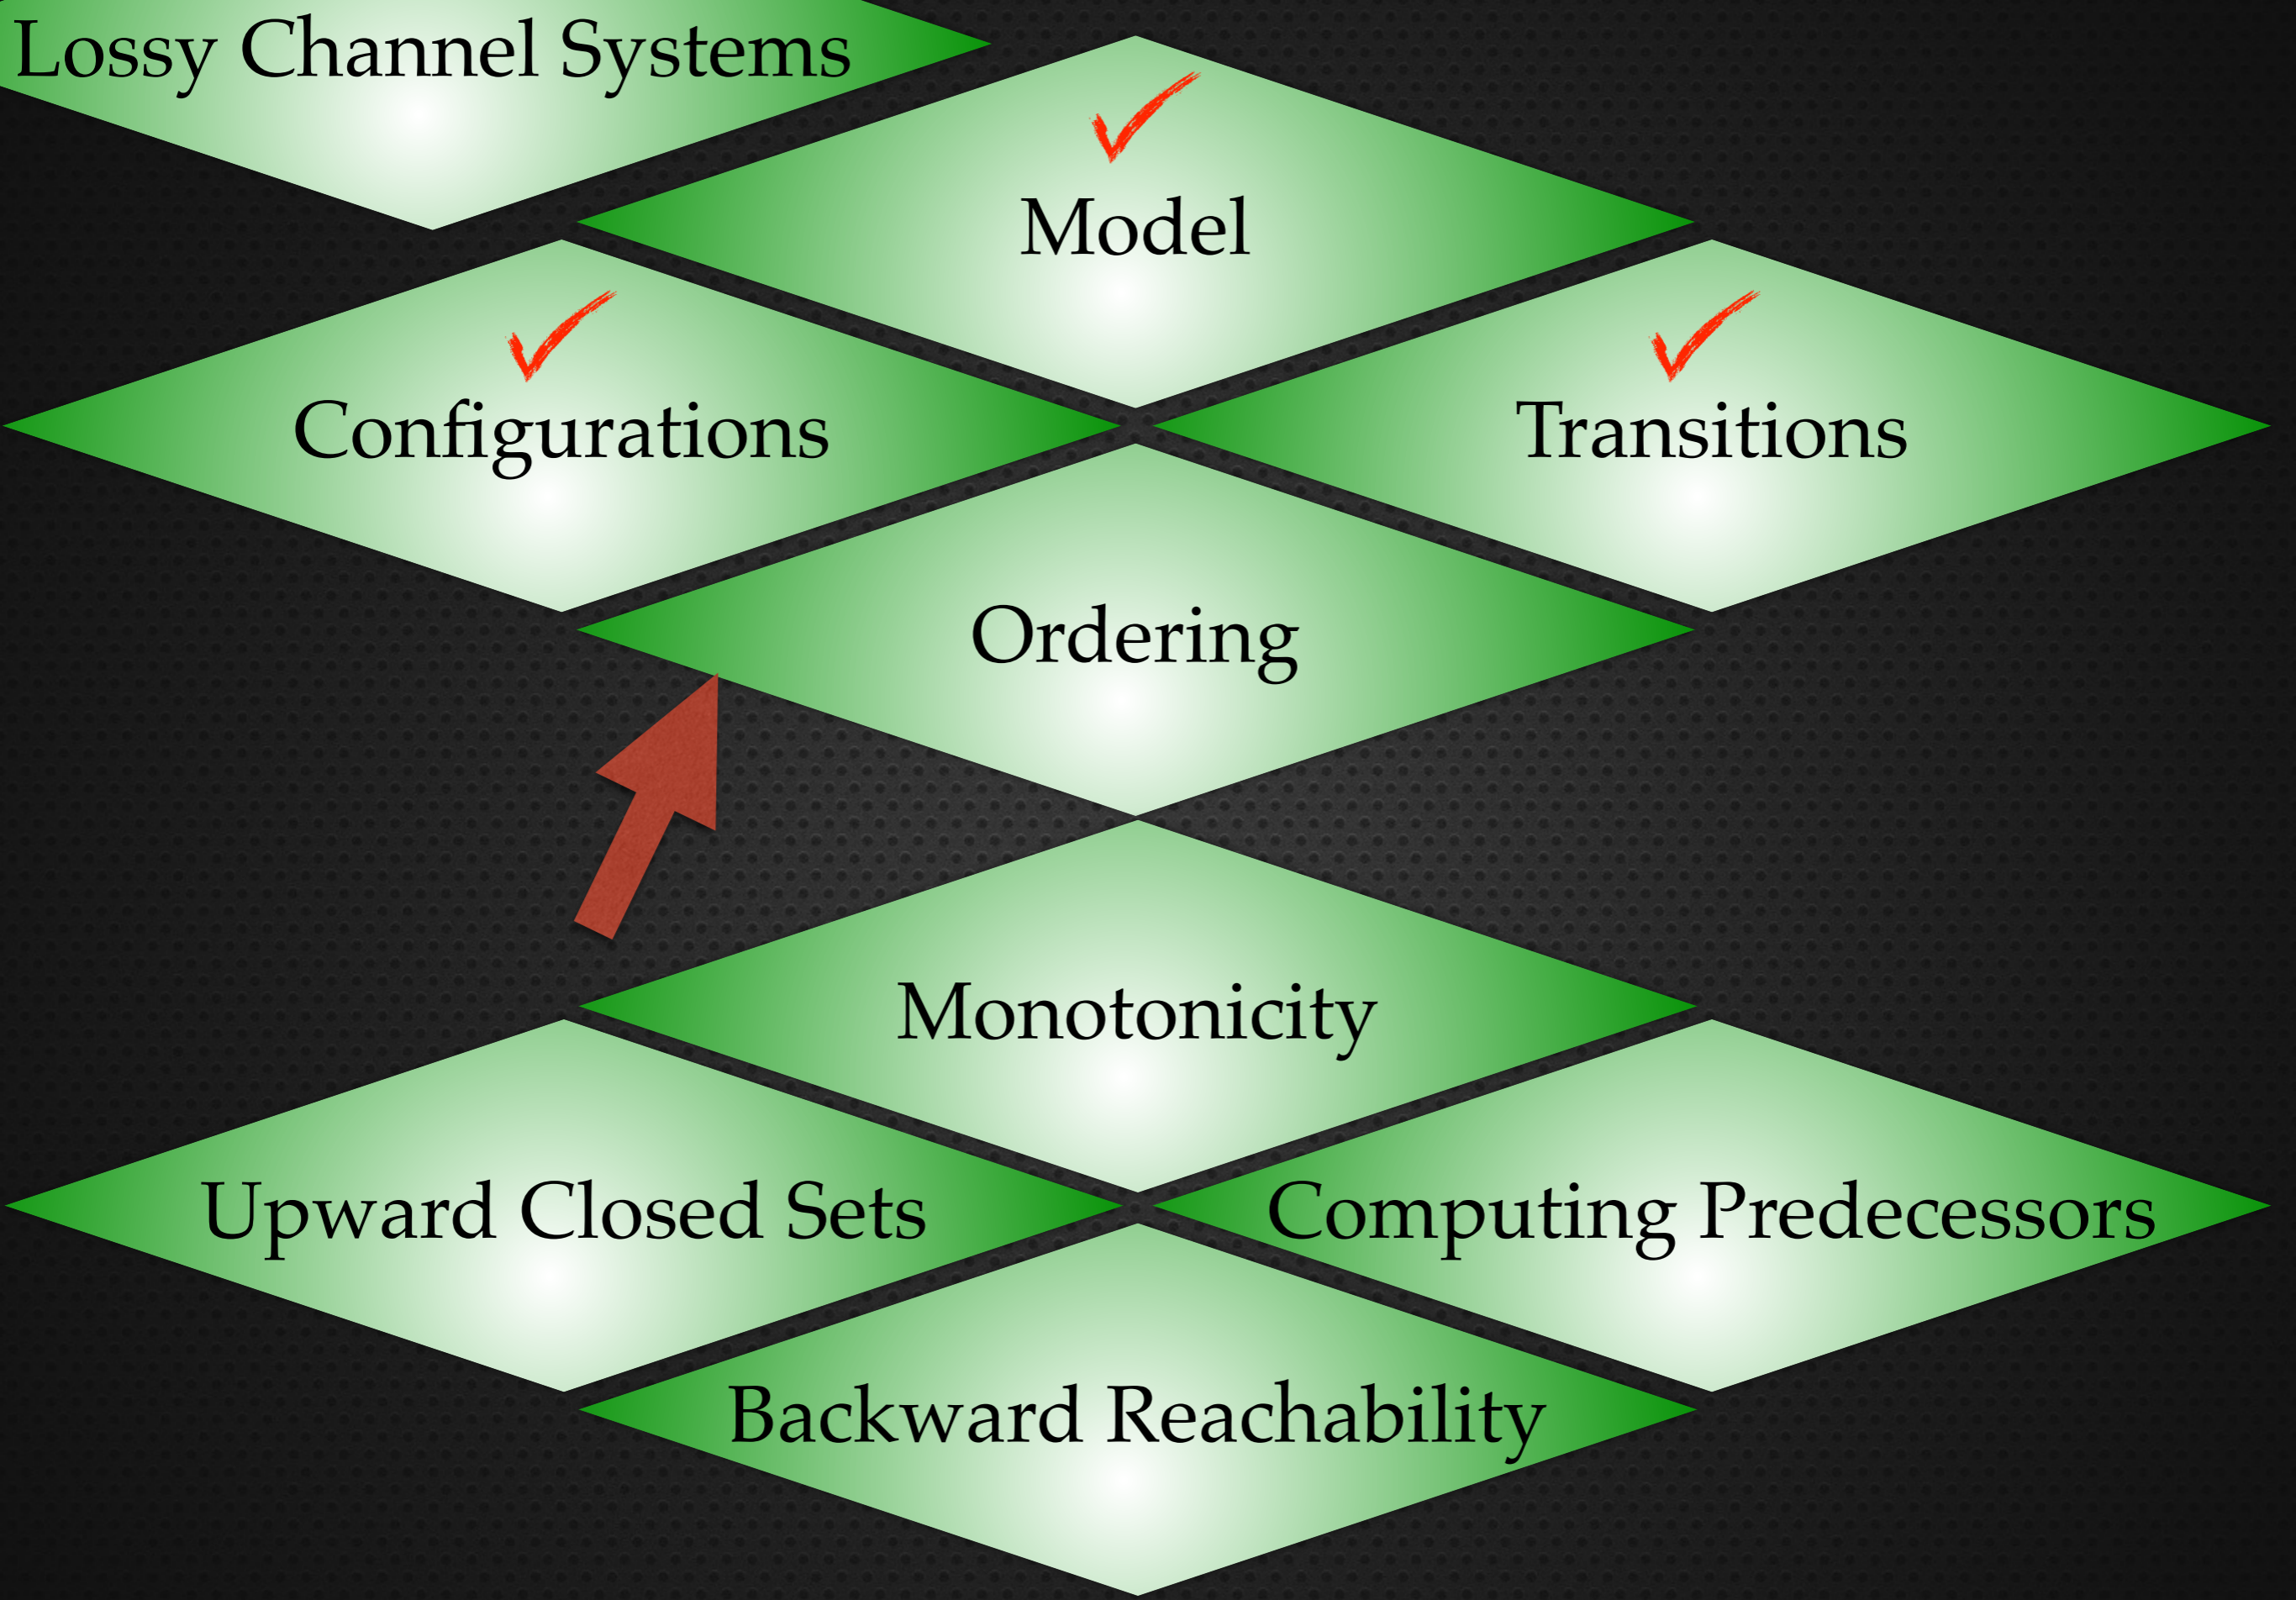 Lossy Channel Systems
Model
Configurations
Transitions
Ordering
Monotonicity
Upward Closed Sets
Computing Predecessors
Backward Reachability